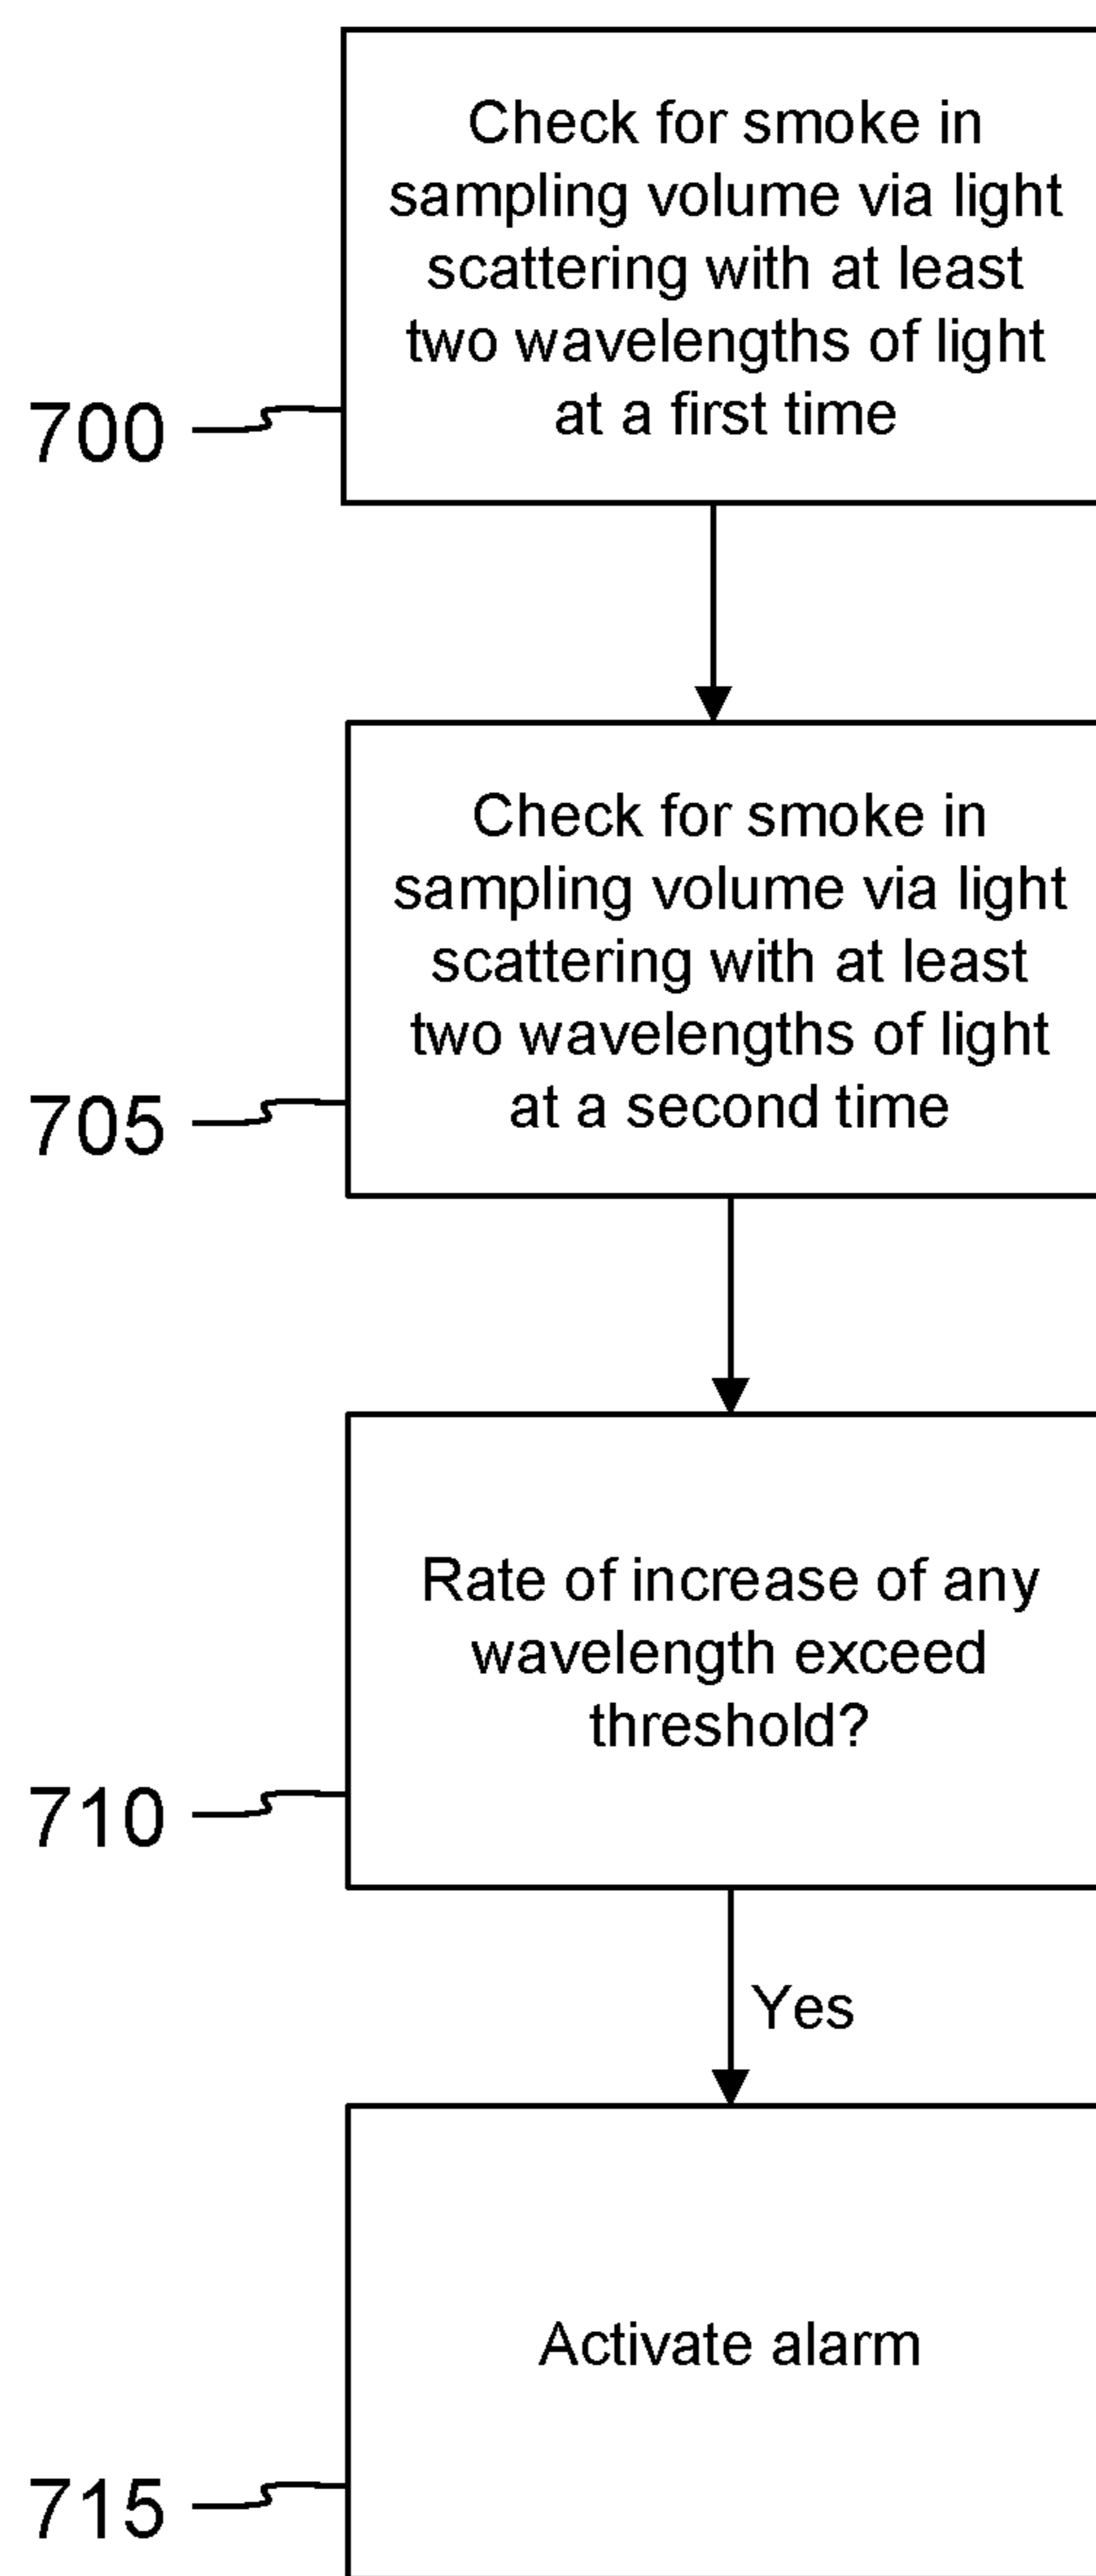 Check for smoke in
sampling volume via light
scattering with at least
two wavelengths of light
at a first time
700
Check for smoke in
sampling volume via light
scattering with at least
two wavelengths of light
at a second time
705
Rate of increase of any
wavelength exceed
threshold?
710
Yes
Activate alarm
715